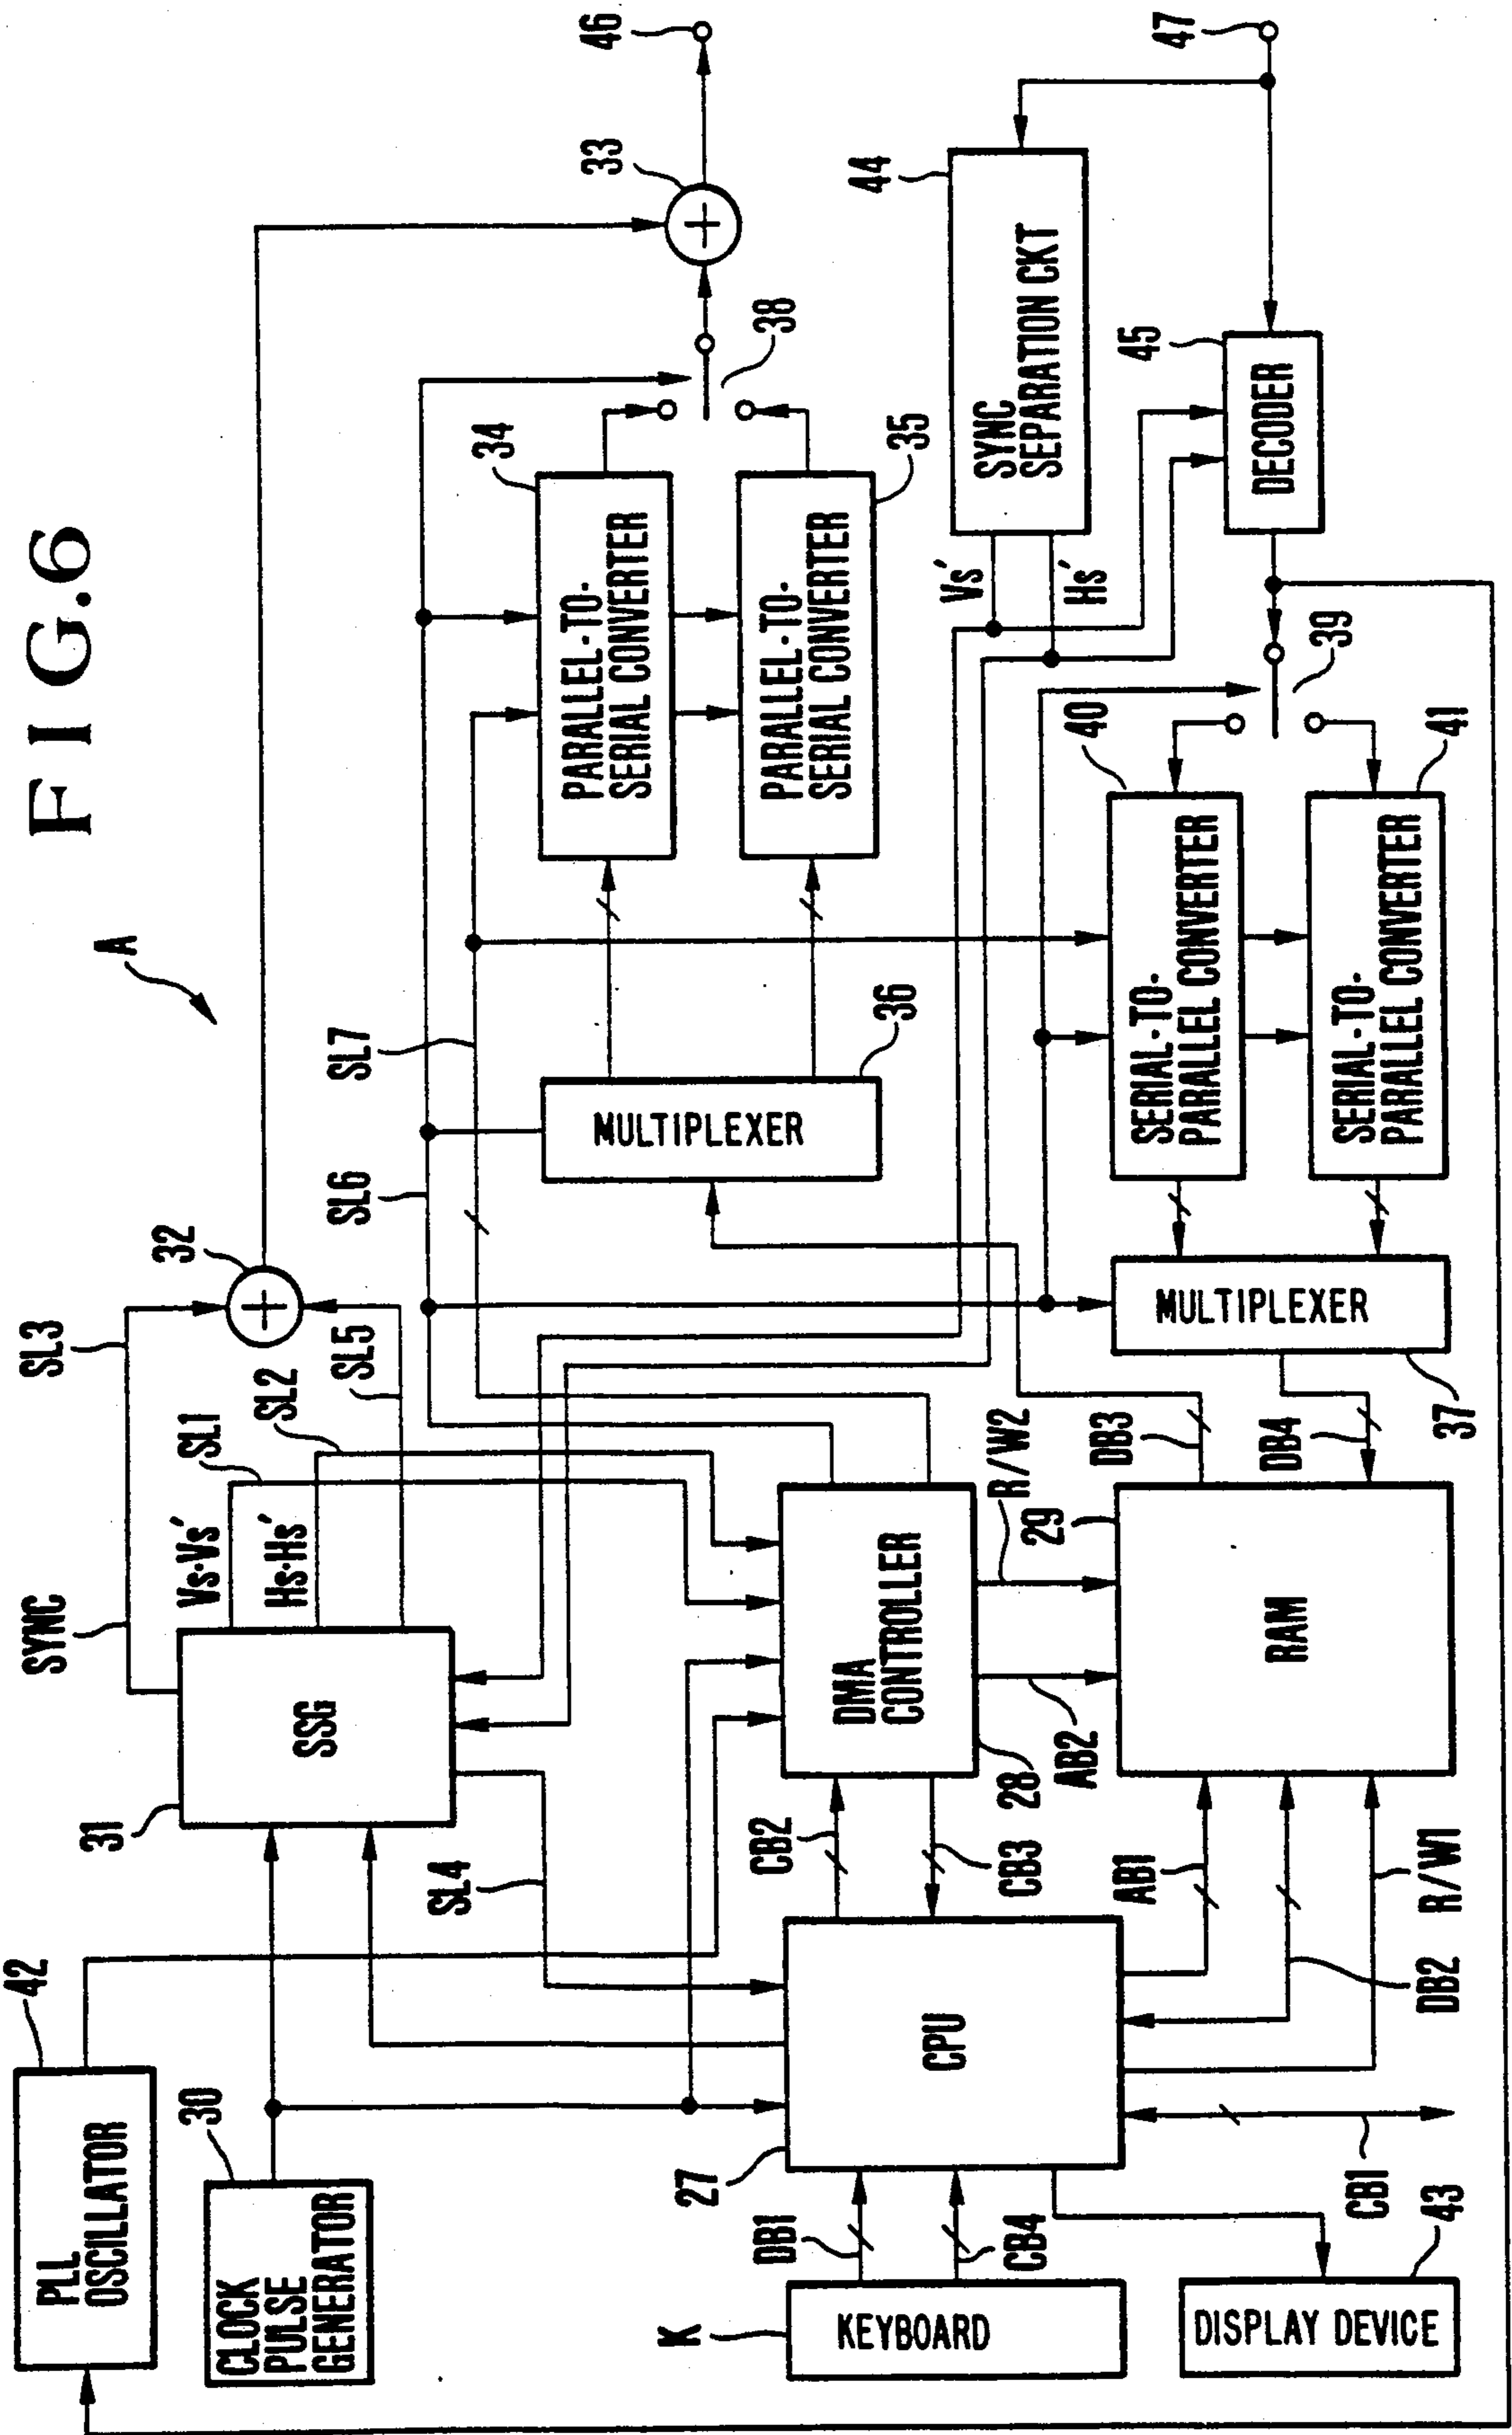 FIG.6
A
PLL
OSCILLATOR
42
CLOCK
PULSE
GENERATOR
30
SYNC
SL3
32
33
46
SSG
31
Vs·Vs′
SL1
Hs·Hs′
SL2
SL5
SL4
SL6
SL7
34
PARALLEL-TO-
SERIAL CONVERTER
35
PARALLEL-TO-
SERIAL CONVERTER
38
MULTIPLEXER
36
44
SYNC
SEPARATION CKT
47
Vs′
Hs′
45
DECODER
39
40
SERIAL-TO-
PARALLEL CONVERTER
41
SERIAL-TO-
PARALLEL CONVERTER
MULTIPLEXER
37
DMA
CONTROLLER
28
R/W2
AB2
29
RAM
DB3
DB4
CB2
CB3
CPU
27
AB1
DB2
R/W1
CB1
DB1
CB4
K
KEYBOARD
DISPLAY DEVICE
43